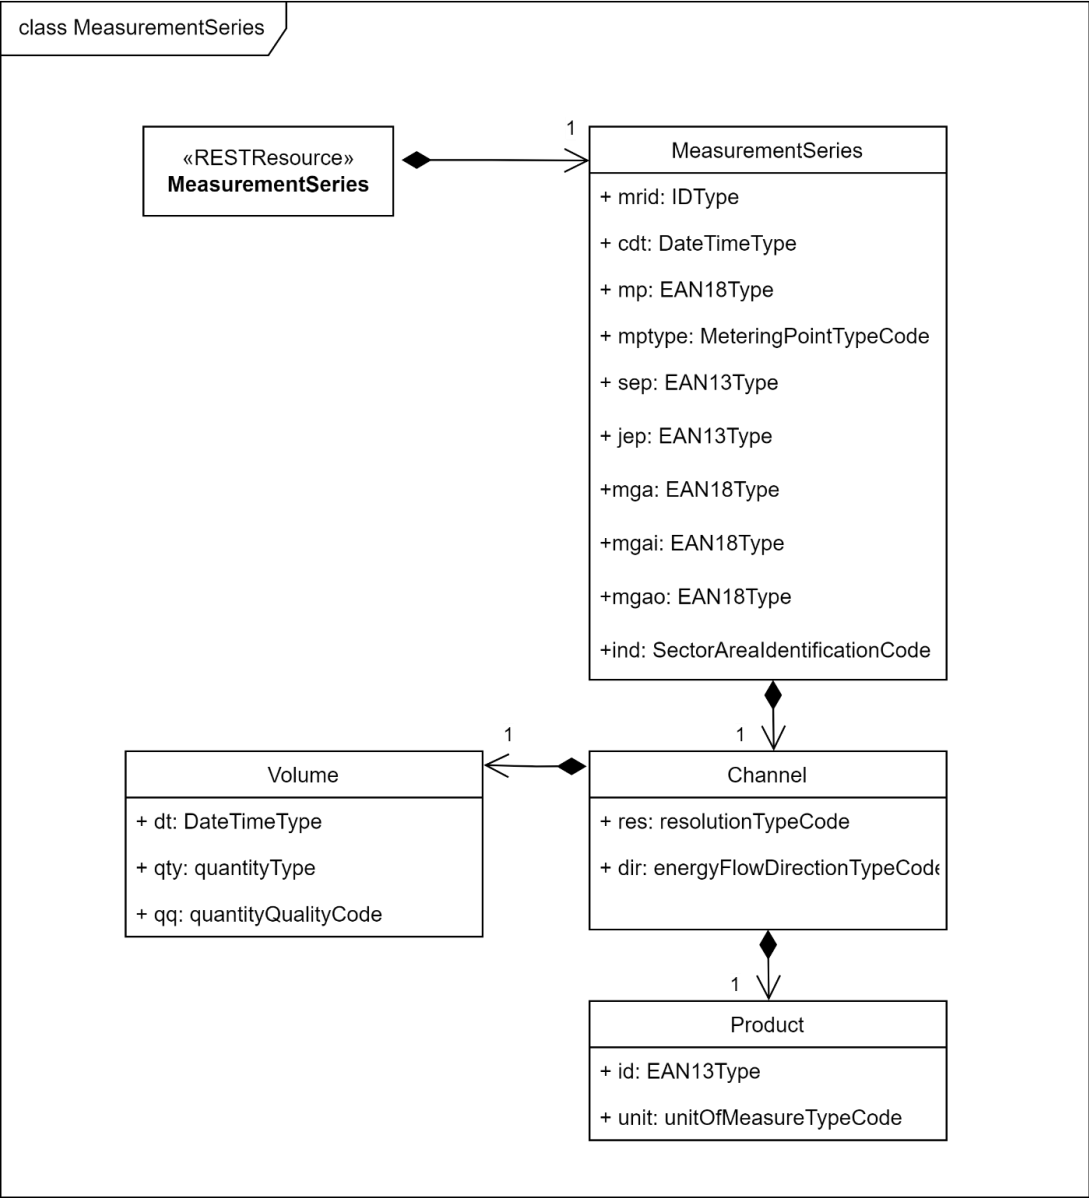 class MeasurementSeries
«RESTResource»
MeasurementSeries
1
MeasurementSeries
+ mrid: IDType
+ cdt: DateTimeType
+ mp: EAN18Type
+ mptype: MeteringPointTypeCode
+ sep: EAN13Type
+ jep: EAN13Type
+mga: EAN18Type
+mgai: EAN18Type
+mgao: EAN18Type
+ind: SectorAreaIdentificationCode
1
1
Volume
+ dt: DateTimeType
+ qty: quantityType
+ qq: quantityQualityCode
Channel
+ res: resolutionTypeCode
+ dir: energyFlowDirectionTypeCode
1
Product
+ id: EAN13Type
+ unit: unitOfMeasureTypeCode